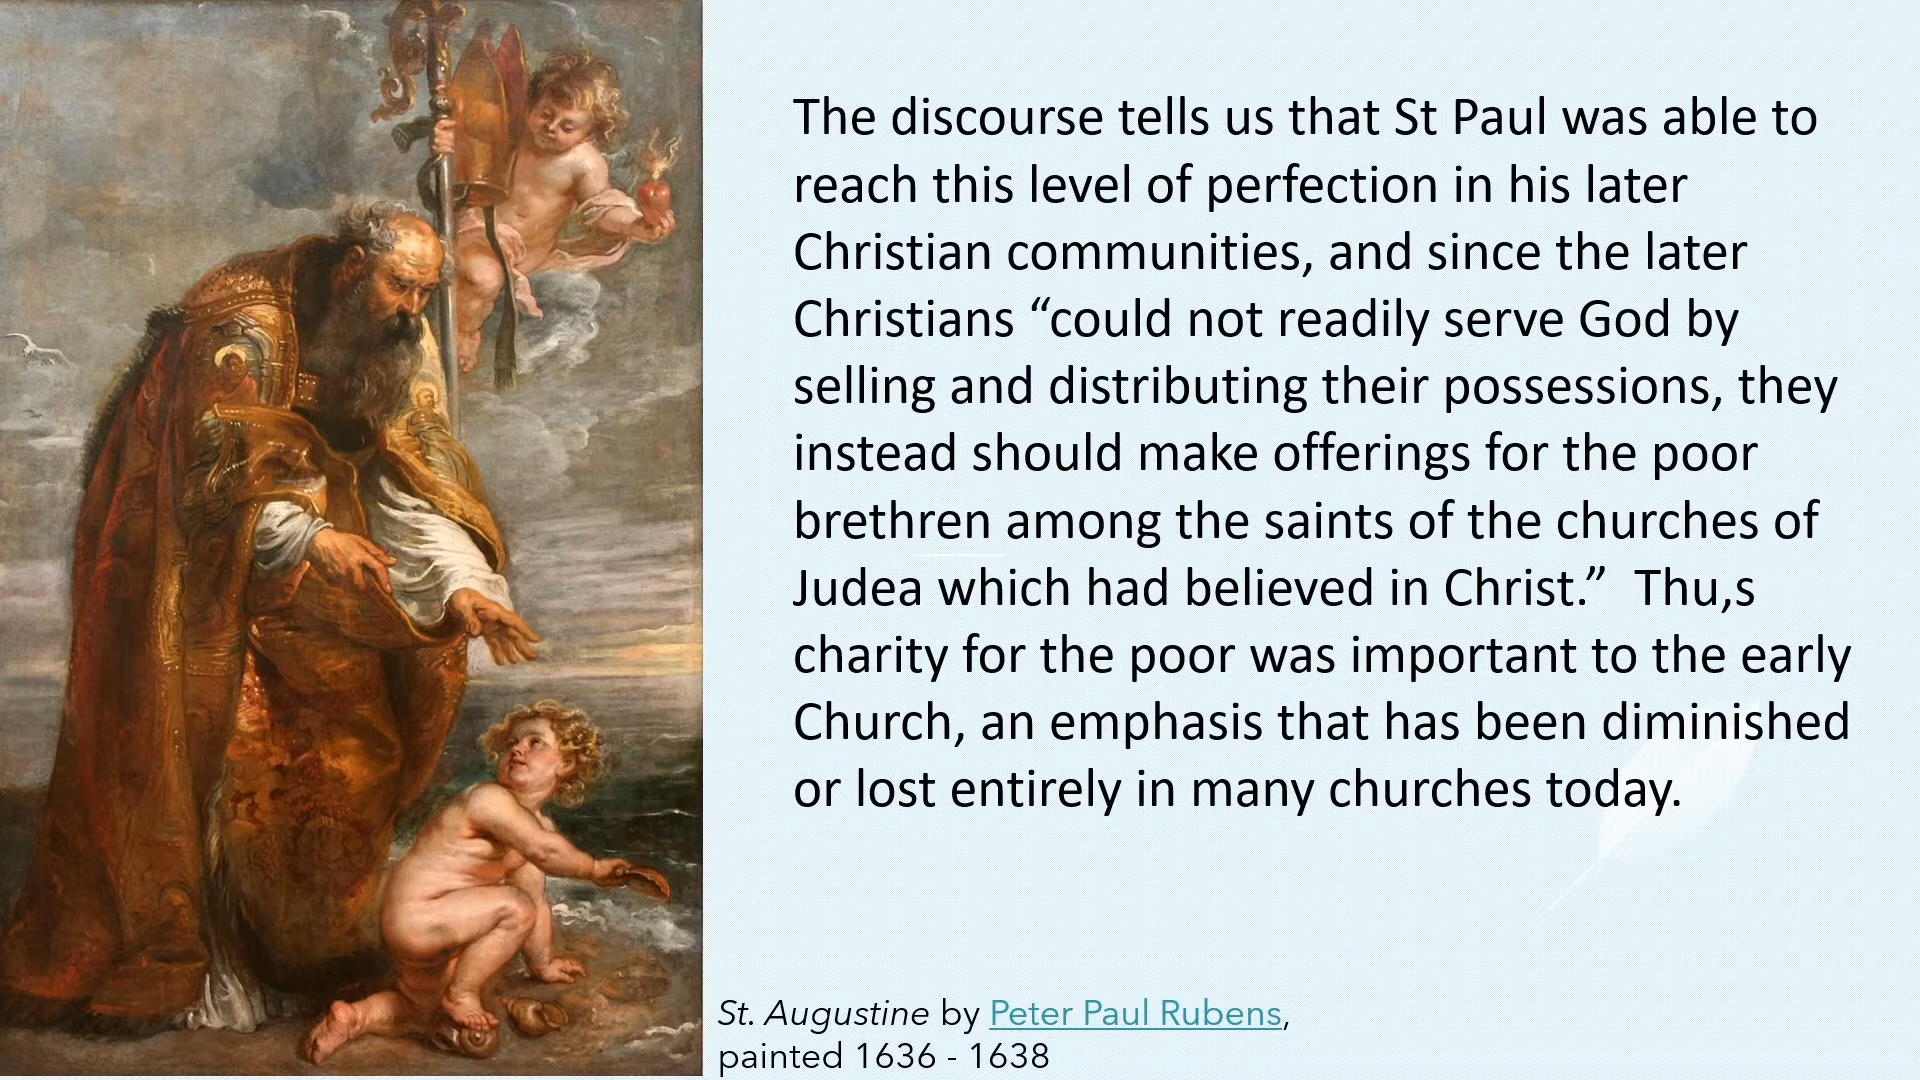 The discourse tells us that St Paul was able to
reach this level of perfection in his later
Christian communities, and since the later
Christians “could not readily serve God by
selling and distributing their possessions, they
instead should make offerings for the poor
brethren among the saints of the churches of
Judea which had believed in Christ.”  Thu,s
charity for the poor was important to the early
Church, an emphasis that has been diminished
or lost entirely in many churches today.
St. Augustine by Peter Paul Rubens,
painted 1636 - 1638